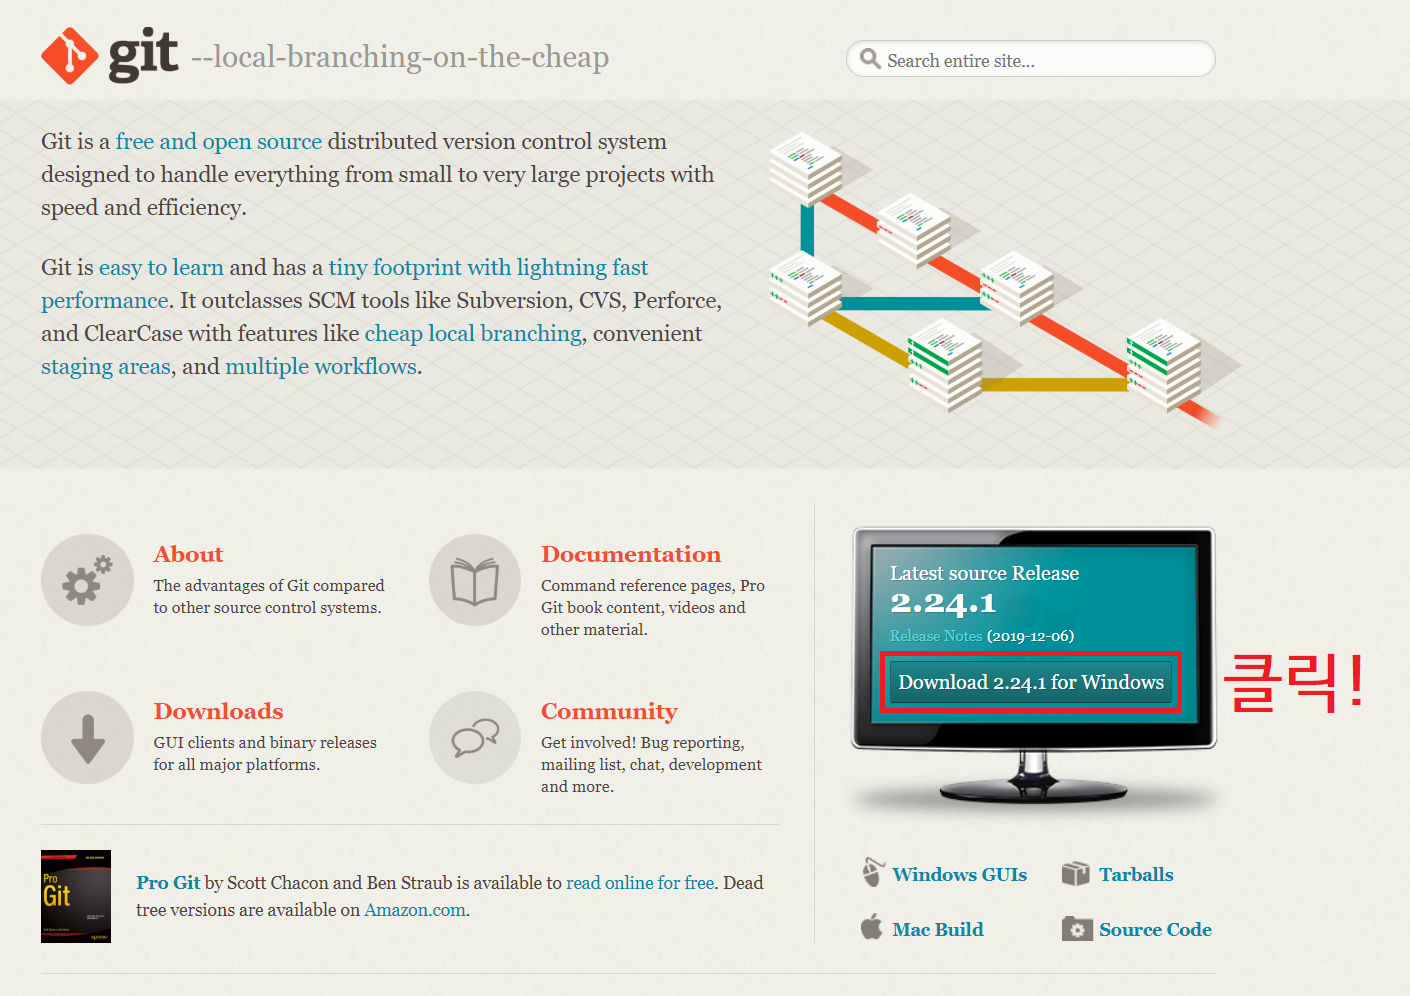 git --local-branching-on-the-cheap
Search entire site...
Git is a free and open source distributed version control system
designed to handle everything from small to very large projects with
speed and efficiency.
Git is easy to learn and has a tiny footprint with lightning fast
performance. It outclasses SCM tools like Subversion, CVS, Perforce,
and ClearCase with features like cheap local branching, convenient
staging areas, and multiple workflows.
About
The advantages of Git compared
to other source control systems.
Documentation
Command reference pages, Pro
Git book content, videos and
other material.
Downloads
GUI clients and binary releases
for all major platforms.
Community
Get involved! Bug reporting,
mailing list, chat, development
and more.
Pro
Git
Pro Git by Scott Chacon and Ben Straub is available to read online for free. Dead
tree versions are available on Amazon.com.
Latest source Release
2.24.1
Release Notes (2019-12-06)
Download 2.24.1 for Windows
클릭!
Windows GUIs
Tarballs
Mac Build
Source Code